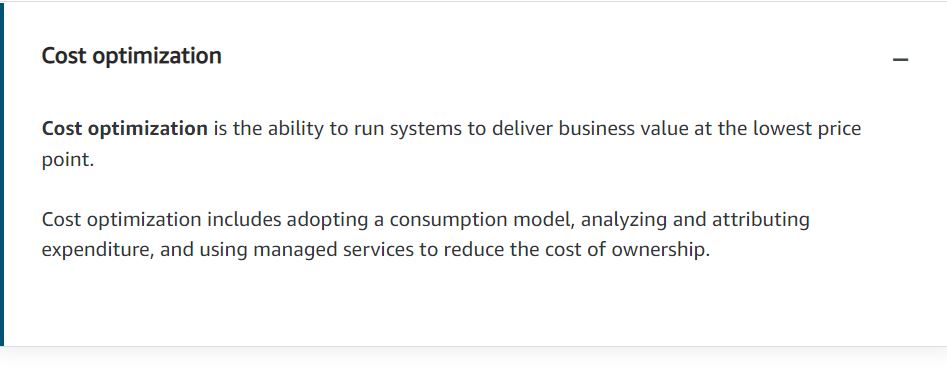 Cost optimization
Cost optimization is the ability to run systems to deliver business value at the lowest price
point.
Cost optimization includes adopting a consumption model, analyzing and attributing
expenditure, and using managed services to reduce the cost of ownership.